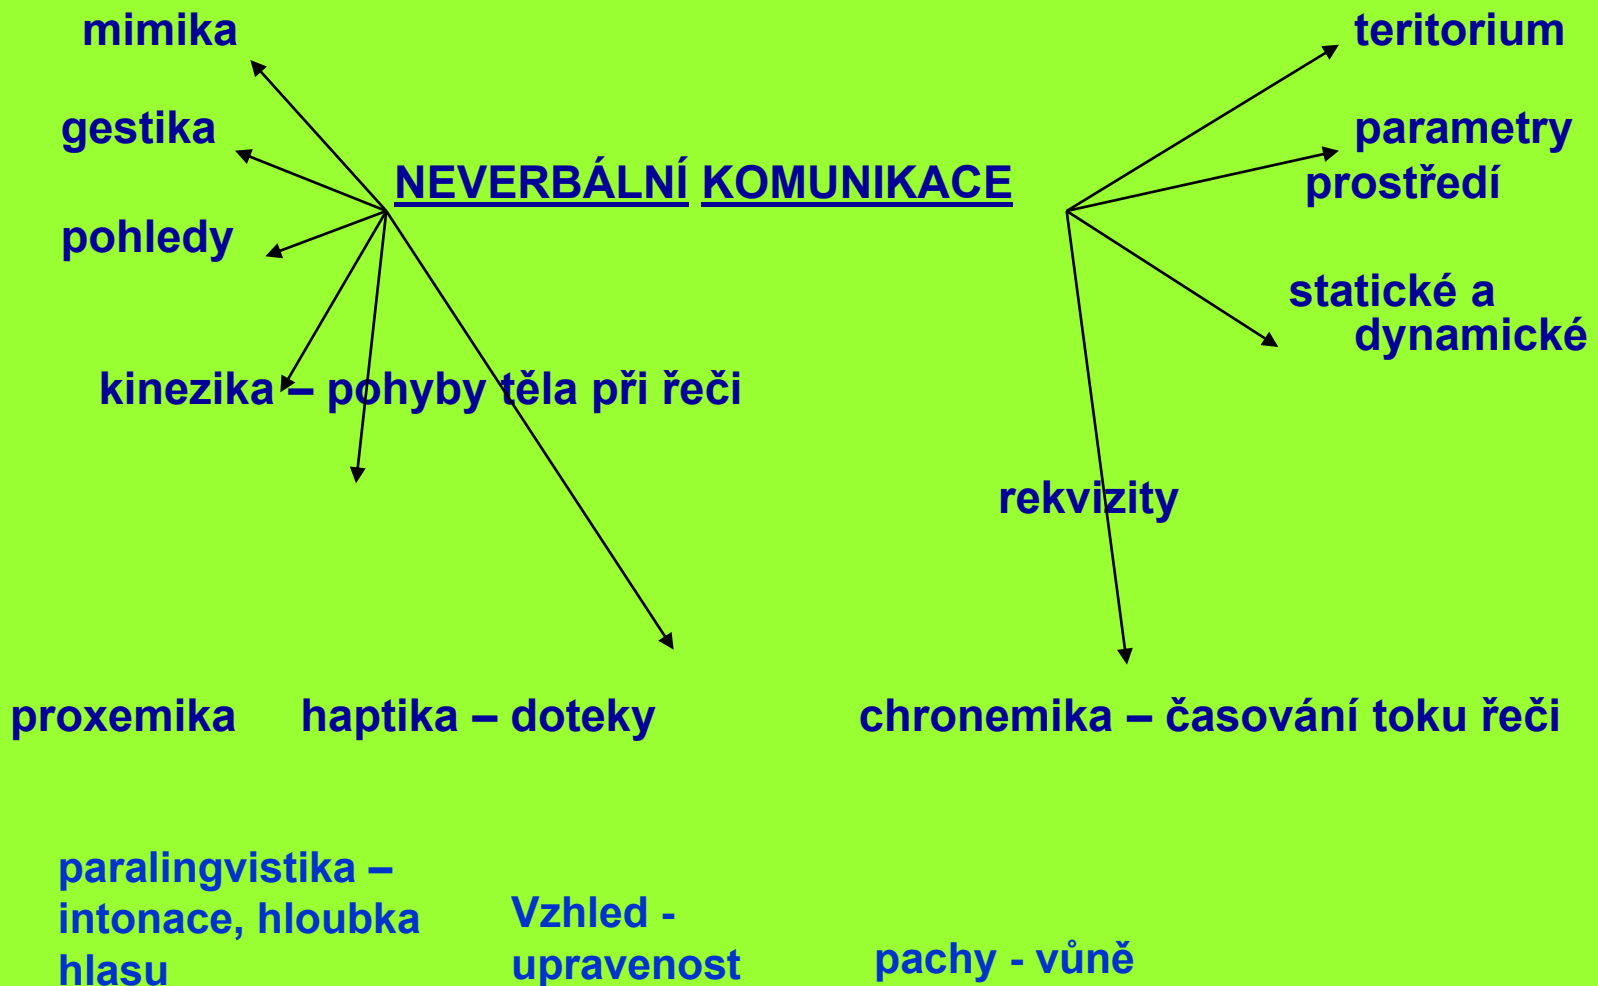 mimika
teritorium
gestika
parametry
prostředí
NEVERBÁLNÍ KOMUNIKACE
pohledy
statické a
dynamické
kinezika – pohyby těla při řeči
rekvizity
proxemika
haptika – doteky
chronemika – časování toku řeči
paralingvistika –
intonace, hloubka
hlasu
Vzhled -
upravenost
pachy - vůně